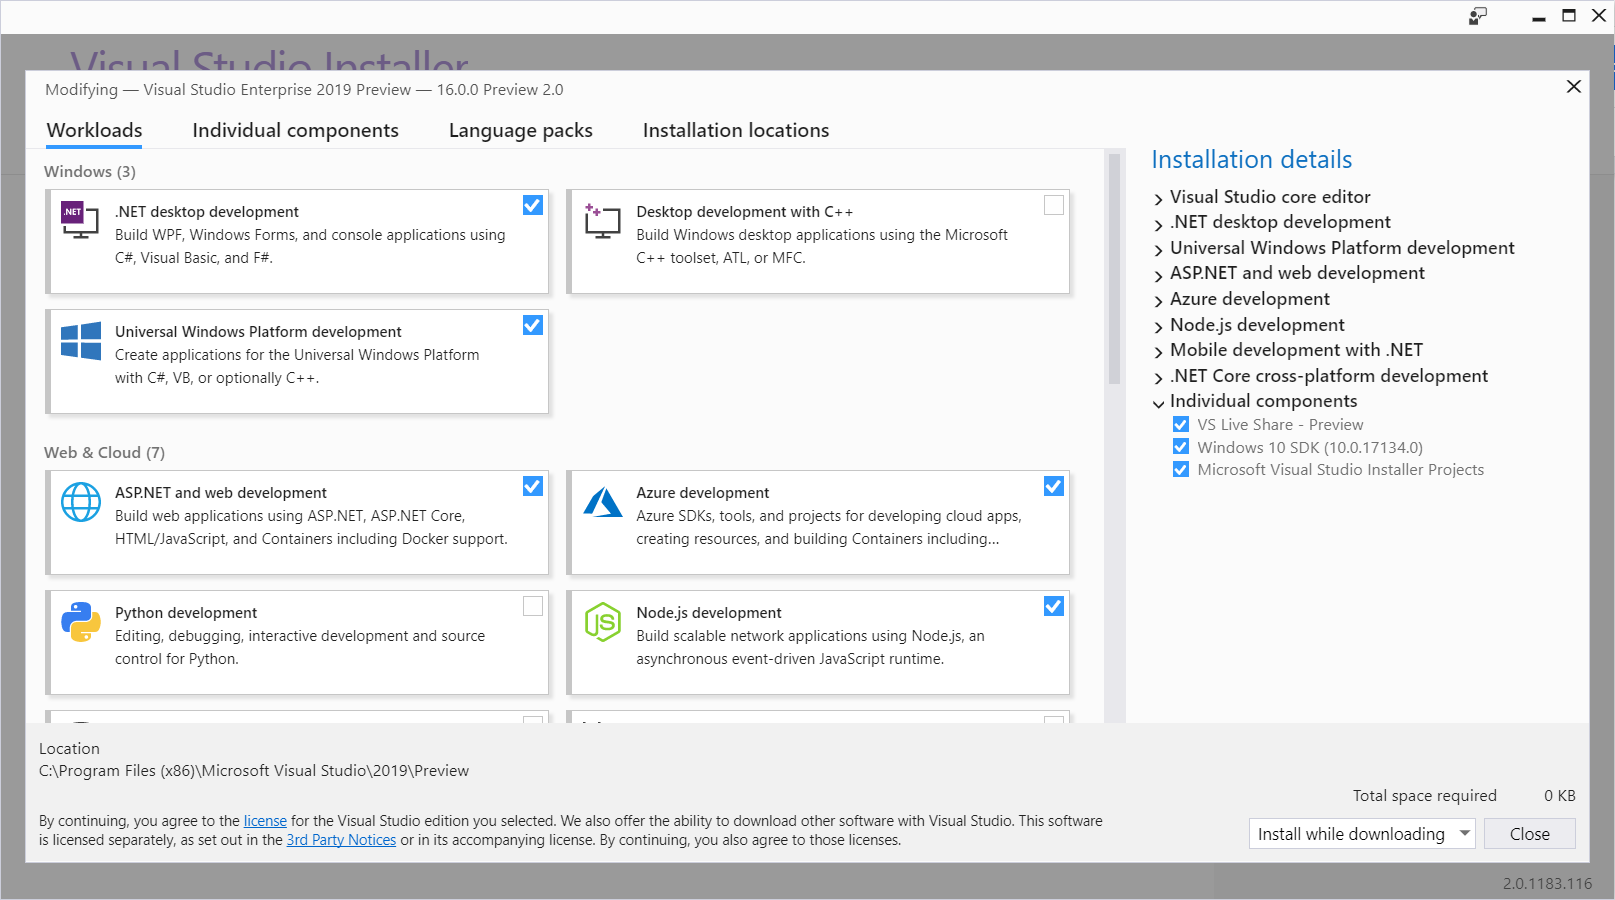 Visual Studio Installer
Modifying — Visual Studio Enterprise 2019 Preview — 16.0.0 Preview 2.0
Workloads
Individual components
Language packs
Installation locations
Windows (3)
.NET
.NET desktop development
Build WPF, Windows Forms, and console applications using
C#, Visual Basic, and F#.
Desktop development with C++
Build Windows desktop applications using the Microsoft
C++ toolset, ATL, or MFC.
Universal Windows Platform development
Create applications for the Universal Windows Platform
with C#, VB, or optionally C++.
Web & Cloud (7)
ASP.NET and web development
Build web applications using ASP.NET, ASP.NET Core,
HTML/JavaScript, and Containers including Docker support.
Azure development
Azure SDKs, tools, and projects for developing cloud apps,
creating resources, and building Containers including...
Python development
Editing, debugging, interactive development and source
control for Python.
JS
Node.js development
Build scalable network applications using Node.js, an
asynchronous event-driven JavaScript runtime.
Installation details
Visual Studio core editor
.NET desktop development
Universal Windows Platform development
ASP.NET and web development
Azure development
Node.js development
Mobile development with .NET
.NET Core cross-platform development
Individual components
VS Live Share - Preview
Windows 10 SDK (10.0.17134.0)
Microsoft Visual Studio Installer Projects
Location
C:\Program Files (x86)\Microsoft Visual Studio\2019\Preview
Total space required 0 KB
By continuing, you agree to the license for the Visual Studio edition you selected. We also offer the ability to download other software with Visual Studio. This software
is licensed separately, as set out in the 3rd Party Notices or in its accompanying license. By continuing, you also agree to those licenses.
Install while downloading
Close
2.0.1183.116